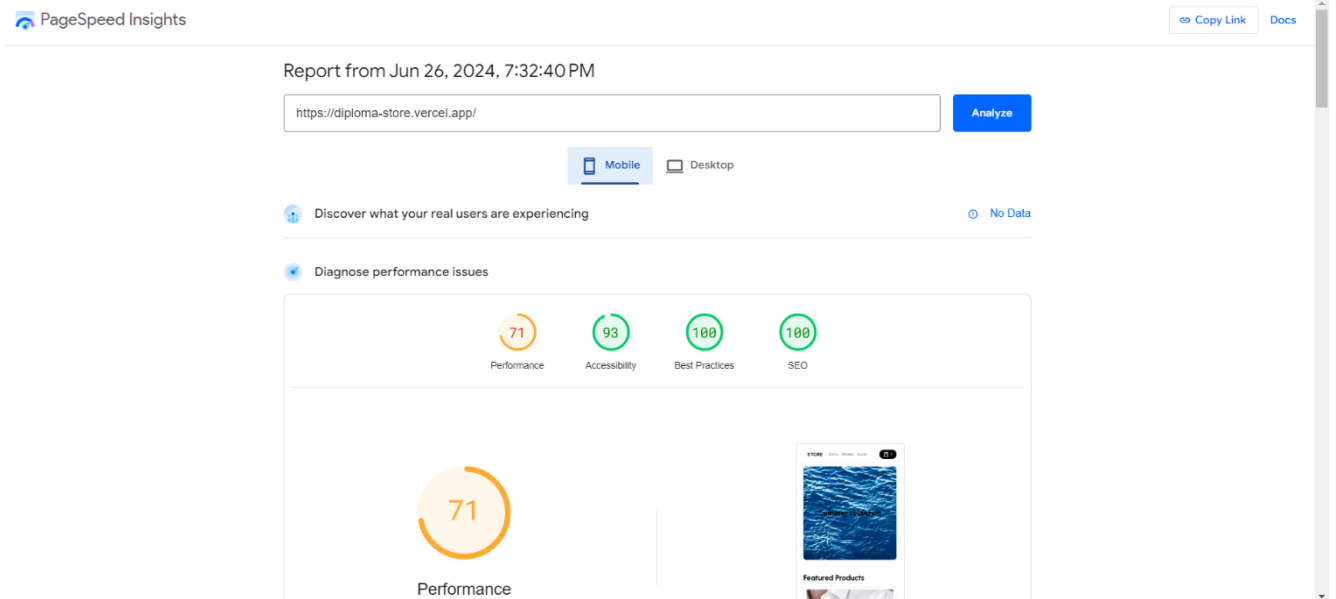 PageSpeed Insights
Copy Link
Docs
Report from Jun 26, 2024, 7:32:40 PM
https://diploma-store.vercel.app/
Analyze
Mobile
Desktop
Discover what your real users are experiencing
No Data
Diagnose performance issues
71
93
100
100
Performance
Accessibility
Best Practices
SEO
71
Performance
STORE
Featured Products